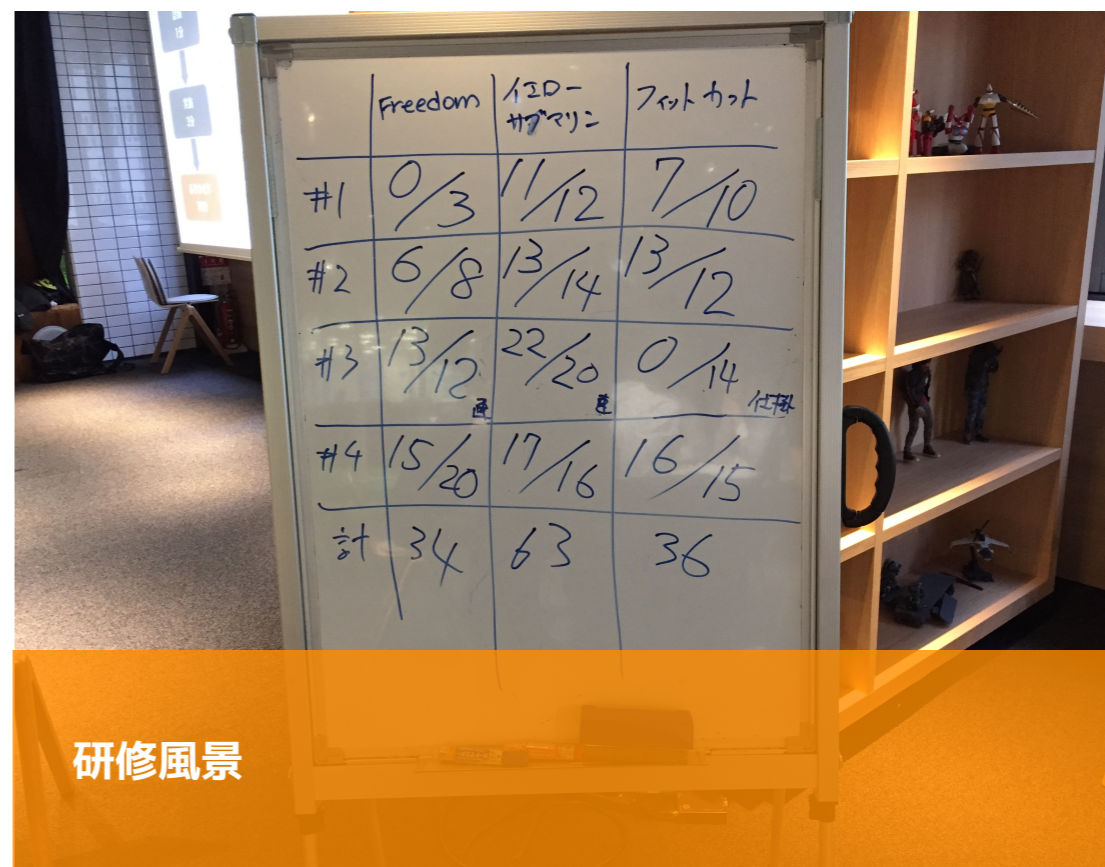 Freedom イエロー フィットカット
サブマリン
#1 0/3 11/12 7/10
#2 6/8 13/14 13/12
#3 13/12 22/20 0/14
#4 15/20 17/16 16/15
計 34 63 36
研修風景